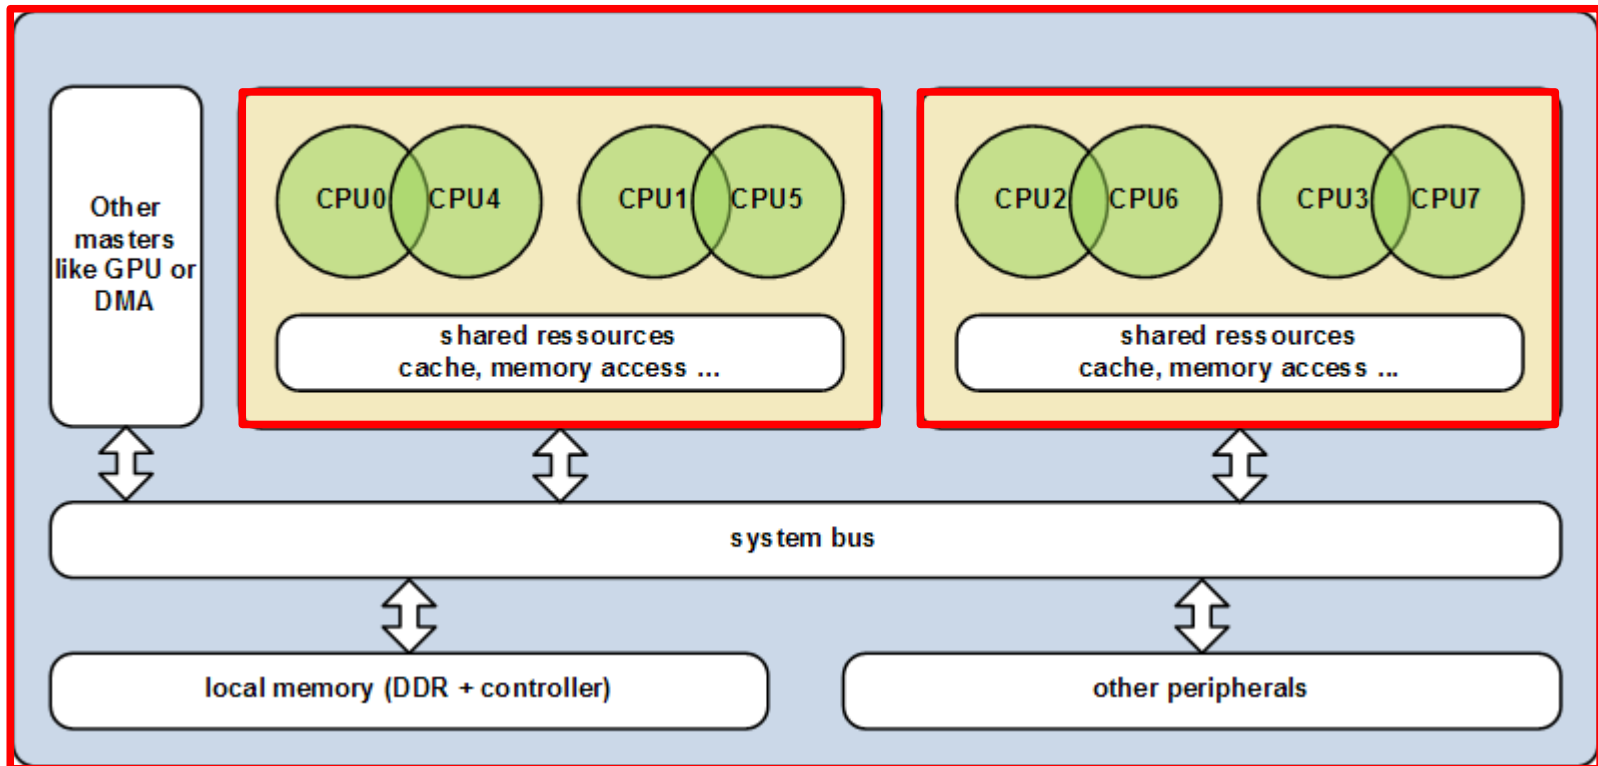 Other
masters
like GPU or
DMA
CPU0
CPU4
CPU1
CPU5
shared ressources
cache, memory access ...
CPU2
CPU6
CPU3
CPU7
shared ressources
cache, memory access ...
system bus
local memory (DDR + controller)
other peripherals